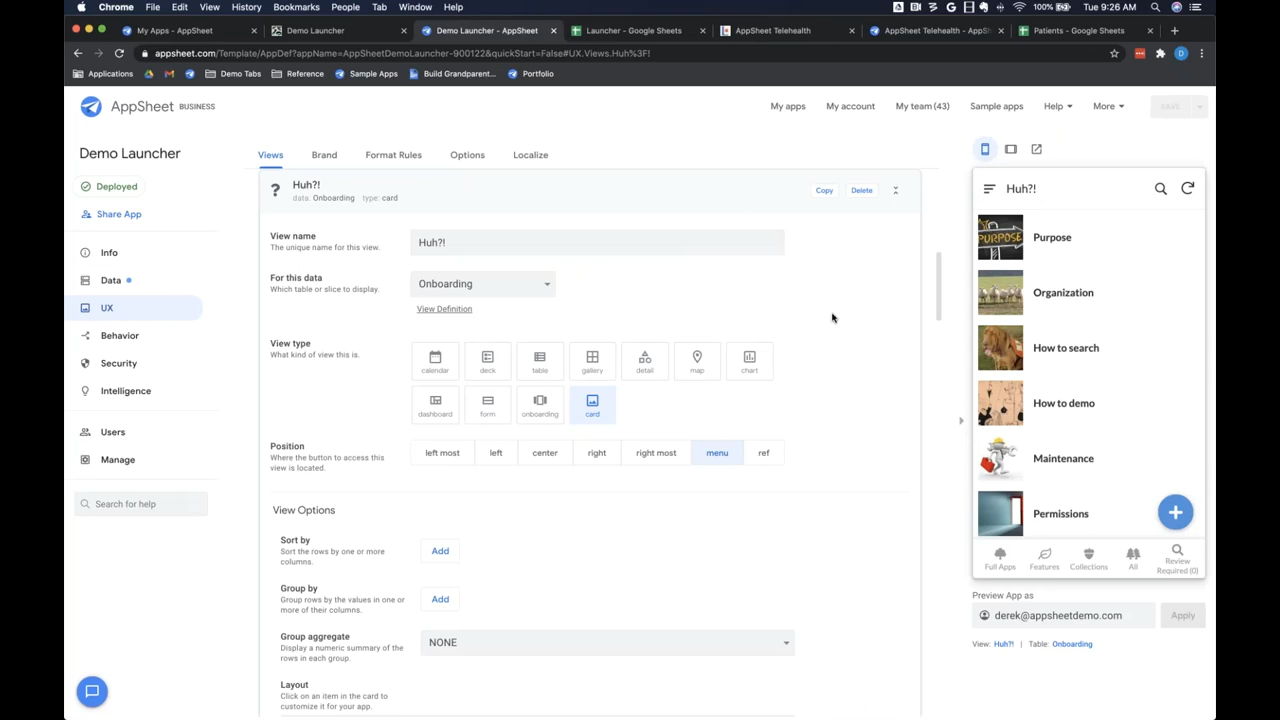 Chrome File Edit View History Bookmarks People Tab Window Help 100% Tue 9:26 AM
My Apps - AppSheet Demo Launcher Demo Launcher - AppSheet Launcher - Google Sheets AppSheet Telehealth AppSheet Telehealth - AppSh Patients - Google Sheets
appsheet.com/Template/AppDef?appName=AppSheetDemoLauncher-900122&quickStart=False#UX.Views.Huh?!
Applications Demo Tabs Reference Sample Apps Build Grandparent... Portfolio
AppSheet BUSINESS My apps My account My team (43) Sample apps Help More SAVE
Demo Launcher
Deployed
Share App
Info
Data
UX
Behavior
Security
Intelligence
Users
Manage
Search for help
Views Brand Format Rules Options Localize
Huh?!
data: Onboarding type: card
Copy Delete
View name
The unique name for this view.
Huh?!
For this data
Which table or slice to display.
Onboarding
View Definition
View type
What kind of view this is.
calendar deck table gallery detail map chart
dashboard form onboarding card
Position
Where the button to access this
view is located.
left most left center right right most menu ref
View Options
Sort by
Sort the rows by one or more
columns.
Add
Group by
Group rows by the values in one or
more of their columns.
Add
Group aggregate
Display a numeric summary of the
rows in each group.
NONE
Layout
Click on an item in the card to
customize it for your app.
Huh?!
PURPOSE
Purpose
Organization
How to search
How to demo
Maintenance
Permissions
Full Apps Features Collections All Review
Required (0)
Preview App as
derek@appsheetdemo.com Apply
View: Huh?! | Table: Onboarding